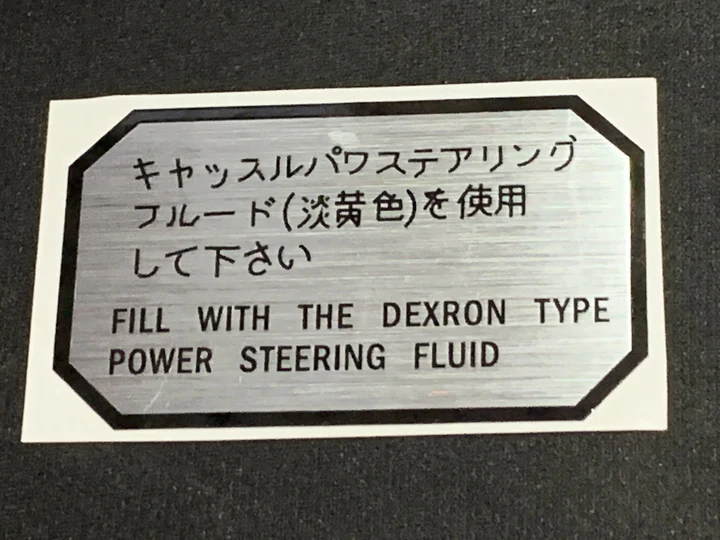 キャッスルパワステアリング
フルード(淡黄色)を使用
して下さい
FILL WITH THE DEXRON TYPE
POWER STEERING FLUID